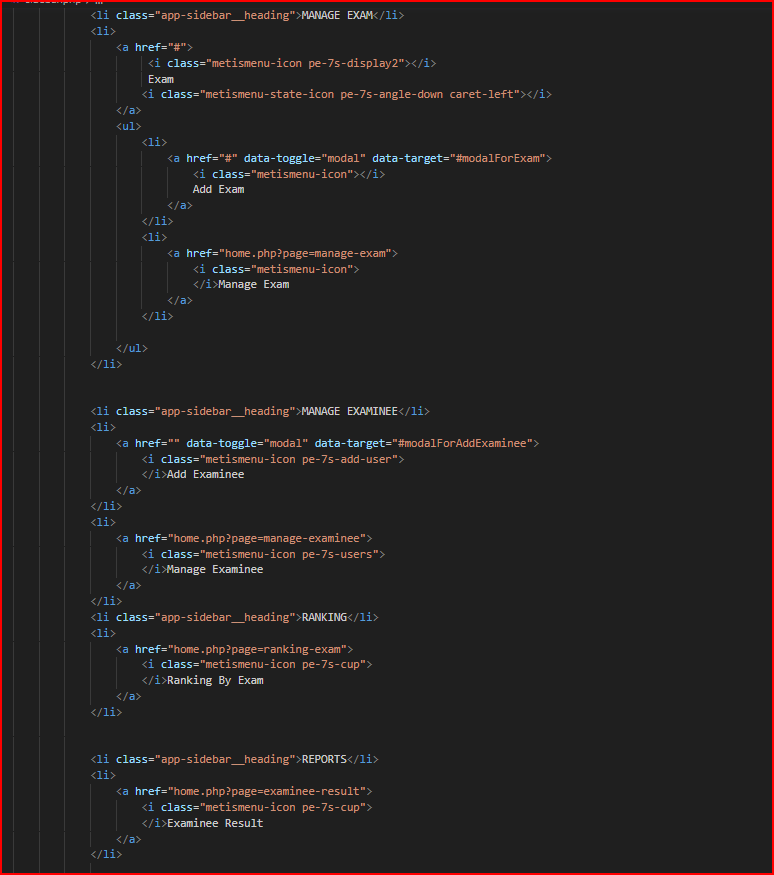 <li class="app-sidebar__heading">MANAGE EXAM</li>
<li>
<a href="#">
<i class="metismenu-icon pe-7s-display2"></i>
Exam
<i class="metismenu-state-icon pe-7s-angle-down caret-left"></i>
</a>
<ul>
<li>
<a href="#" data-toggle="modal" data-target="#modalForExam">
<i class="metismenu-icon"></i>
Add Exam
</a>
</li>
<li>
<a href="home.php?page=manage-exam">
<i class="metismenu-icon">
</i>Manage Exam
</a>
</li>
</ul>
</li>
<li class="app-sidebar__heading">MANAGE EXAMINEE</li>
<li>
<a href="" data-toggle="modal" data-target="#modalForAddExaminee">
<i class="metismenu-icon pe-7s-add-user">
</i>Add Examinee
</a>
</li>
<li>
<a href="home.php?page=manage-examinee">
<i class="metismenu-icon pe-7s-users">
</i>Manage Examinee
</a>
</li>
<li class="app-sidebar__heading">RANKING</li>
<li>
<a href="home.php?page=ranking-exam">
<i class="metismenu-icon pe-7s-cup">
</i>Ranking By Exam
</a>
</li>
<li class="app-sidebar__heading">REPORTS</li>
<li>
<a href="home.php?page=examinee-result">
<i class="metismenu-icon pe-7s-cup">
</i>Examinee Result
</a>
</li>